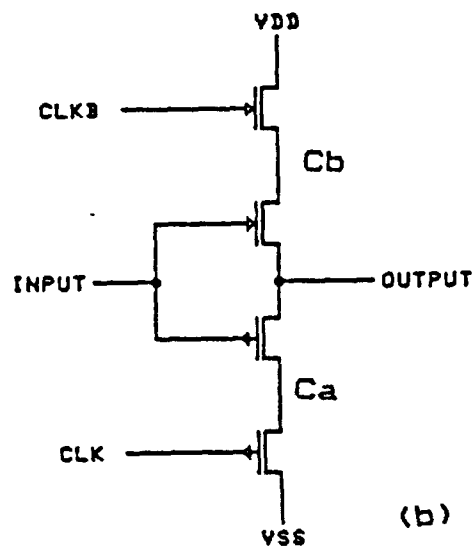 VDD
CLKB
Cb
INPUT
OUTPUT
Ca
CLK
(b)
VSS